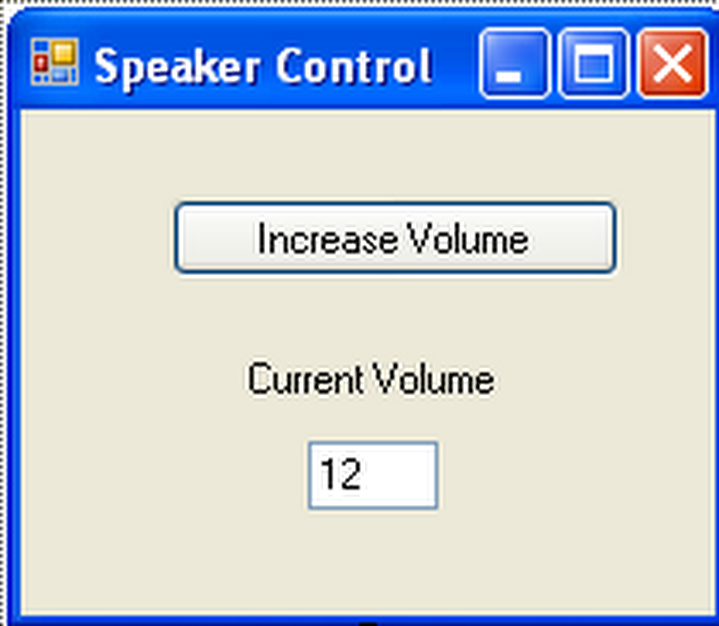 Speaker Control
Increase Volume
Current Volume
12